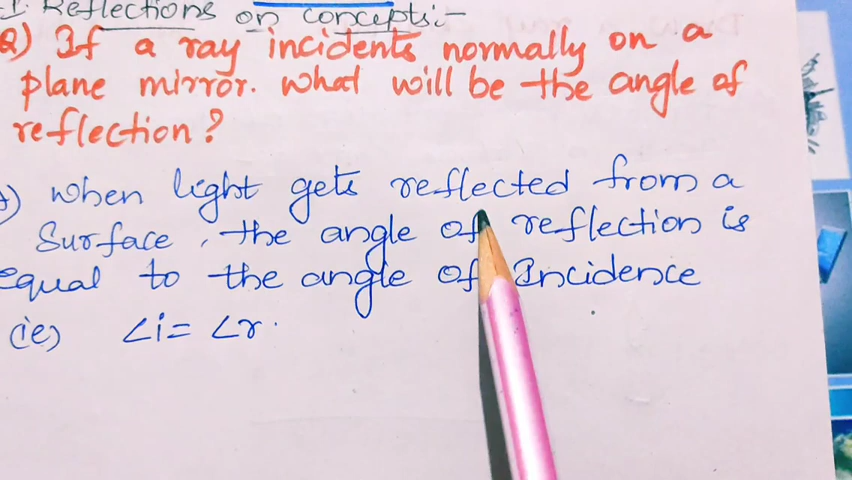 I. Reflections on concepts:-
Q) If a ray incidents normally on a
plane mirror. What will be the angle of
reflection?
A) When light gets reflected from a
Surface, the angle of reflection is
equal to the angle of Incidence
(ie) ∠i= ∠r.